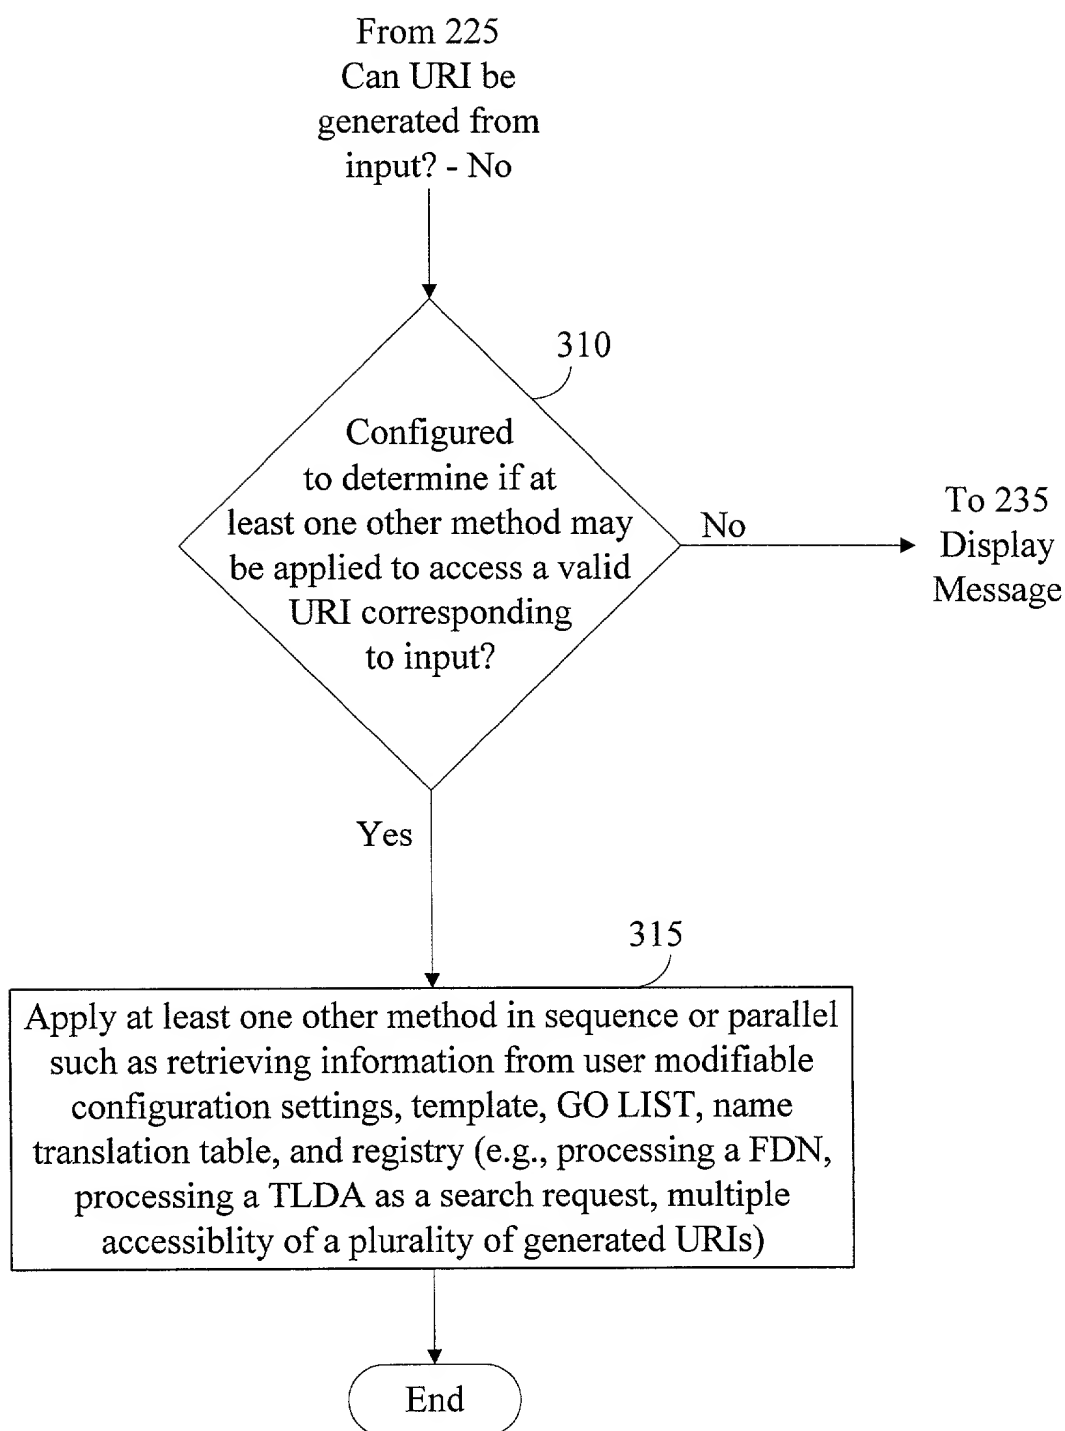 From 225
Can URI be
generated from
input? - No
310
Configured
to determine if at
least one other method may
be applied to access a valid
URI corresponding
to input?
No
To 235
Display
Message
Yes
315
Apply at least one other method in sequence or parallel
such as retrieving information from user modifiable
configuration settings, template, GO LIST, name
translation table, and registry (e.g., processing a FDN,
processing a TLDA as a search request, multiple
accessiblity of a plurality of generated URIs)
End